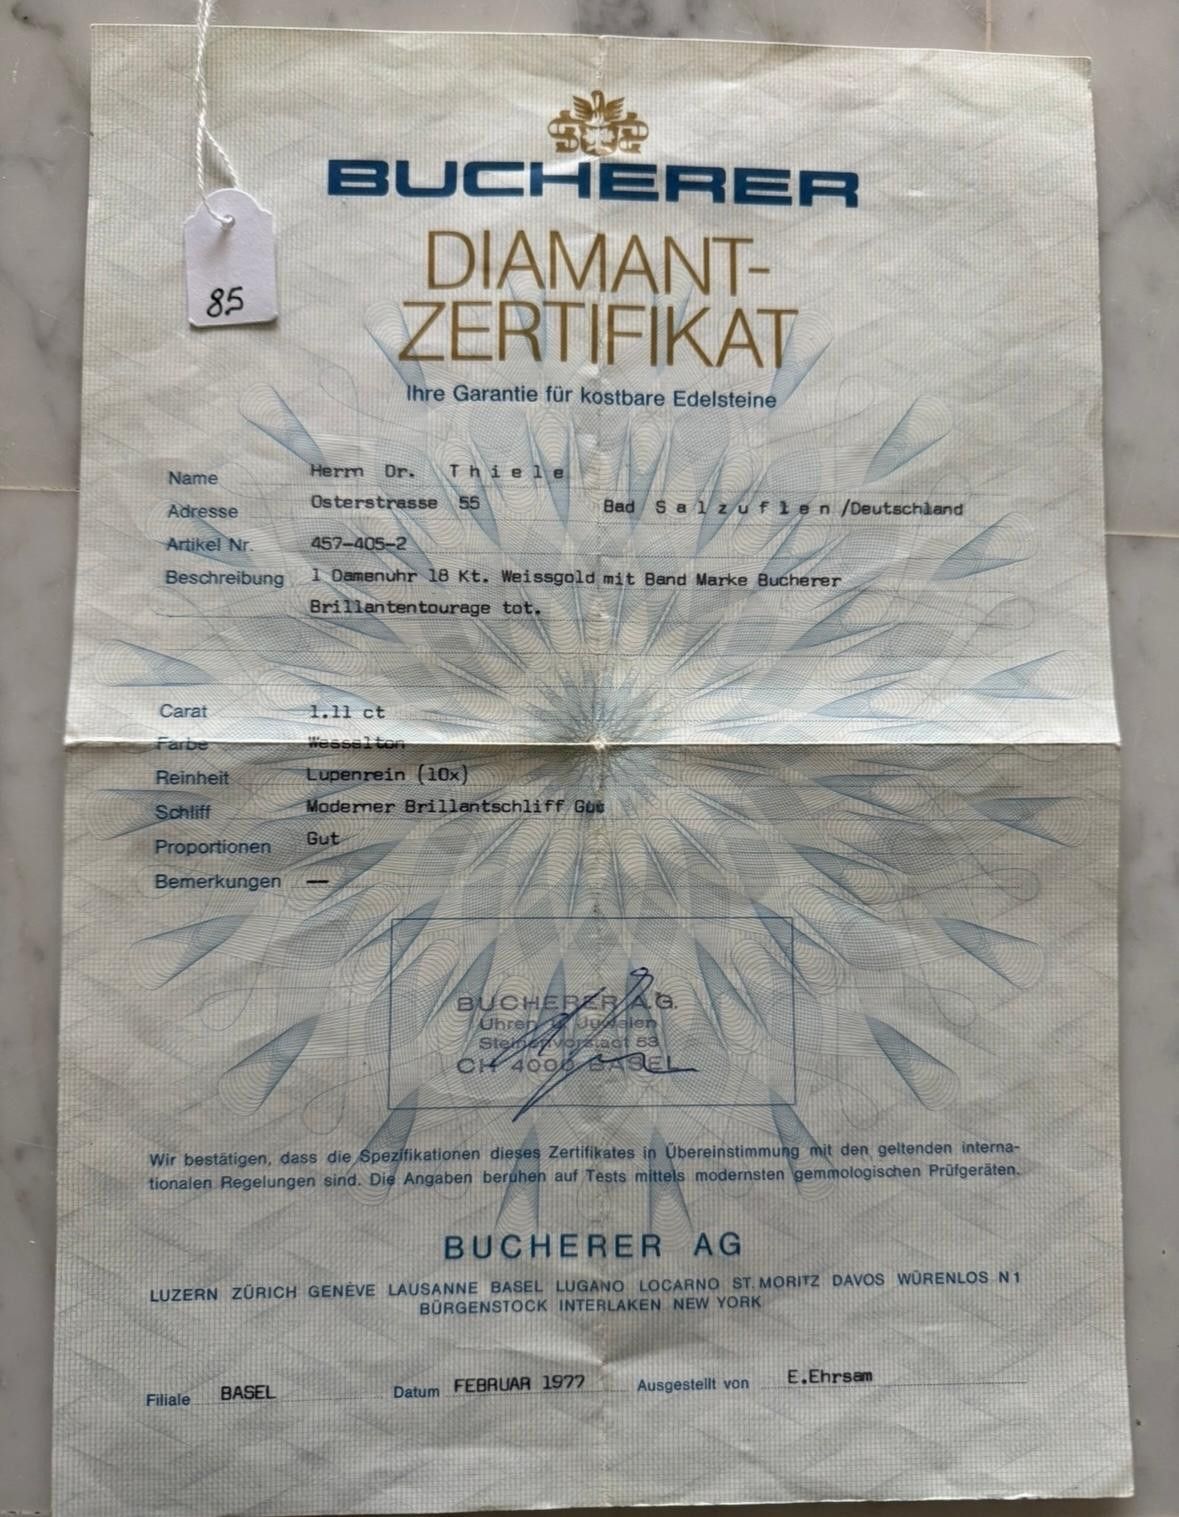 BUCHERER
DIAMANT-
ZERTIFIKAT
85
Ihre Garantie für kostbare Edelsteine
Name Herrn Dr. Thiele
Adresse Osterstrasse 55 Bad Salzuflen/Deutschland
Artikel Nr. 457-405-2
Beschreibung 1 Damenuhr 18 Kt. Weissgold mit Band Marke Bucherer
Brillantentourage tot.
Carat 1.11 ct
Farbe Wesselton
Reinheit Lupenrein (10x)
Schliff Moderner Brillantschliff Gut
Proportionen Gut
Bemerkungen —
BUCHERER A.G.
Uhren u. Juwelen
Steinenvorstadt 53
CH 4000 BASEL
Wir bestätigen, dass die Spezifikationen dieses Zertifikates in Übereinstimmung mit den geltenden interna-
tionalen Regelungen sind. Die Angaben beruhen auf Tests mittels modernsten gemmologischen Prüfgeräten.
BUCHERER AG
LUZERN ZÜRICH GENÈVE LAUSANNE BASEL LUGANO LOCARNO ST. MORITZ DAVOS WÜRENLOS N1
BÜRGENSTOCK INTERLAKEN NEW YORK
Filiale BASEL Datum FEBRUAR 1977 Ausgestellt von E.Ehrsam